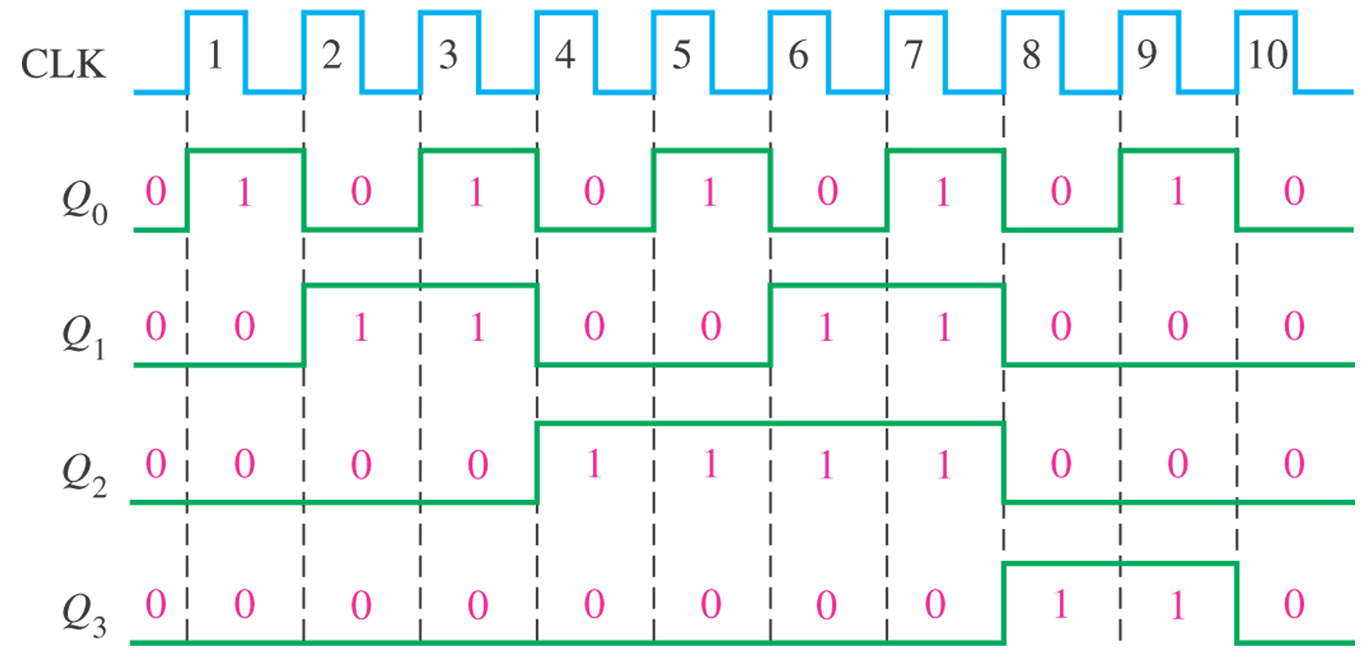 CLK 1 2 3 4 5 6 7 8 9 10
Q0 0 1 0 1 0 1 0 1 0 1 0
Q1 0 0 1 1 0 0 1 1 0 0 0
Q2 0 0 0 0 1 1 1 1 0 0 0
Q3 0 0 0 0 0 0 0 0 1 1 0